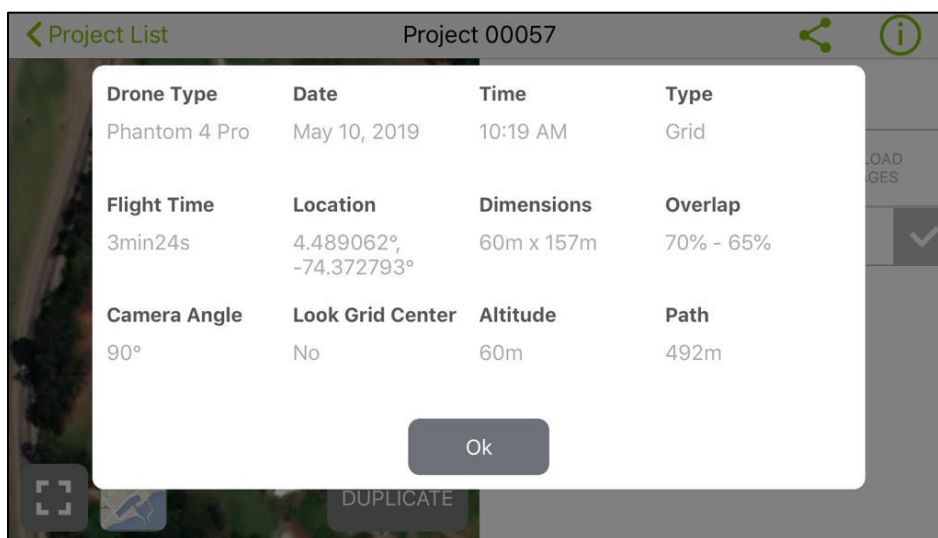 Project List
Project 00057
Drone Type Date Time Type
Phantom 4 Pro May 10, 2019 10:19 AM Grid
Flight Time Location Dimensions Overlap
3min24s 4.489062°, 60m x 157m 70% - 65%
-74.372793°
Camera Angle Look Grid Center Altitude Path
90° No 60m 492m
Ok
DUPLICATE